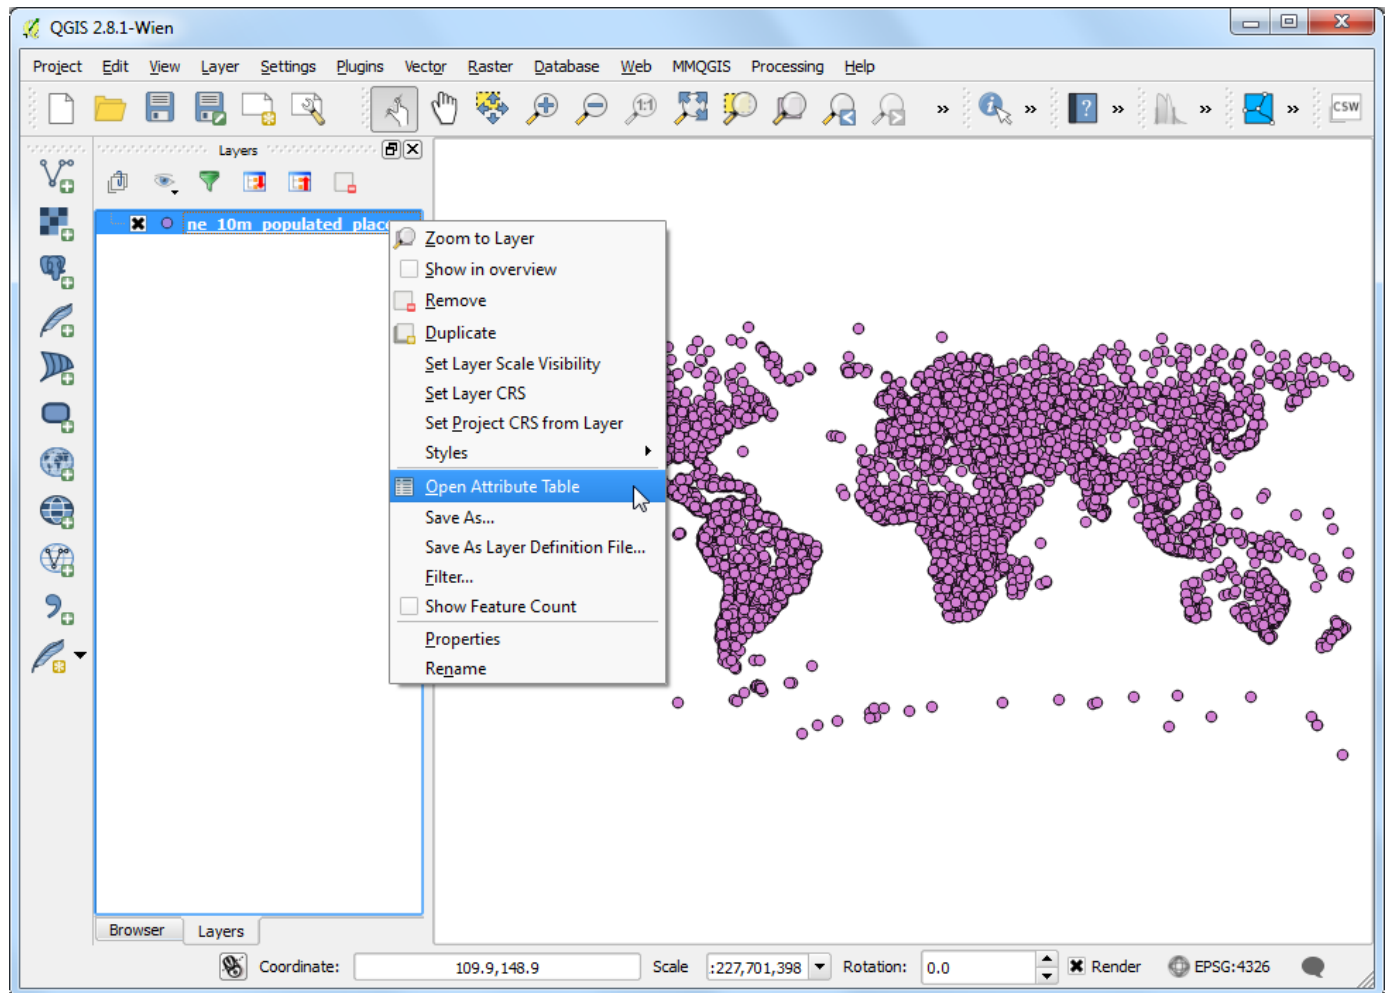 QGIS 2.8.1-Wien
Project Edit View Layer Settings Plugins Vector Raster Database Web MMQGIS Processing Help
1:1
?
CSW
Layers
ne_10m_populated_plac
Zoom to Layer
Show in overview
Remove
Duplicate
Set Layer Scale Visibility
Set Layer CRS
Set Project CRS from Layer
Styles
Open Attribute Table
Save As...
Save As Layer Definition File...
Filter...
Show Feature Count
Properties
Rename
Browser Layers
Coordinate: 109.9,148.9 Scale :227,701,398 Rotation: 0.0 Render EPSG:4326